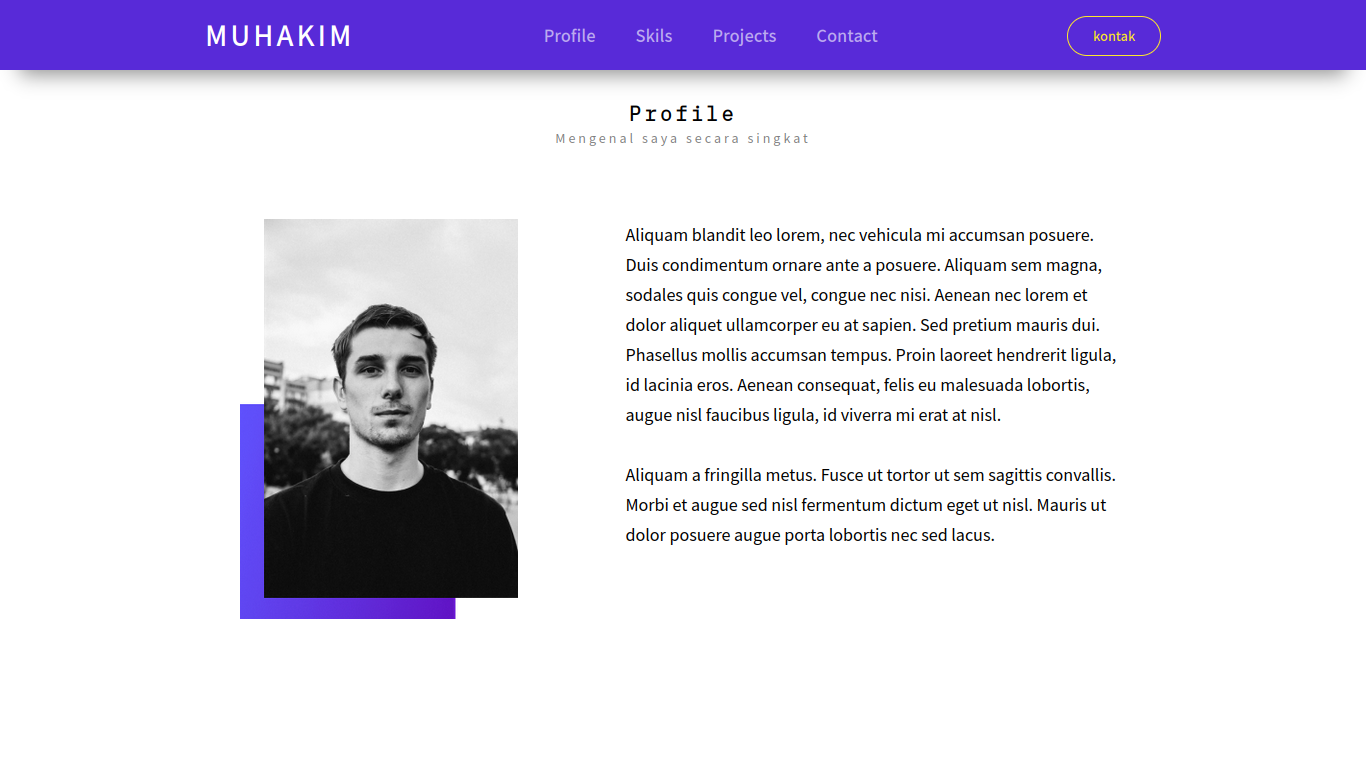 MUHAKIM
Profile
Skils
Projects
Contact
kontak
Profile
Mengenal saya secara singkat
Aliquam blandit leo lorem, nec vehicula mi accumsan posuere.
Duis condimentum ornare ante a posuere. Aliquam sem magna,
sodales quis congue vel, congue nec nisi. Aenean nec lorem et
dolor aliquet ullamcorper eu at sapien. Sed pretium mauris dui.
Phasellus mollis accumsan tempus. Proin laoreet hendrerit ligula,
id lacinia eros. Aenean consequat, felis eu malesuada lobortis,
augue nisl faucibus ligula, id viverra mi erat at nisl.
Aliquam a fringilla metus. Fusce ut tortor ut sem sagittis convallis.
Morbi et augue sed nisl fermentum dictum eget ut nisl. Mauris ut
dolor posuere augue porta lobortis nec sed lacus.